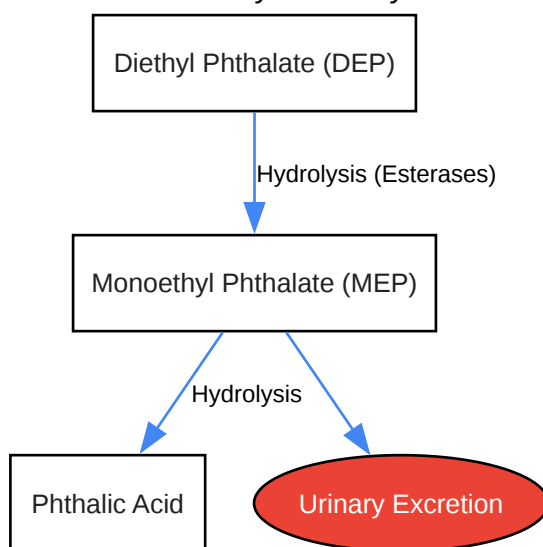 Diethyl Phthalate (DEP)
Hydrolysis (Esterases)
Monoethyl Phthalate (MEP)
Hydrolysis
Phthalic Acid
Urinary Excretion